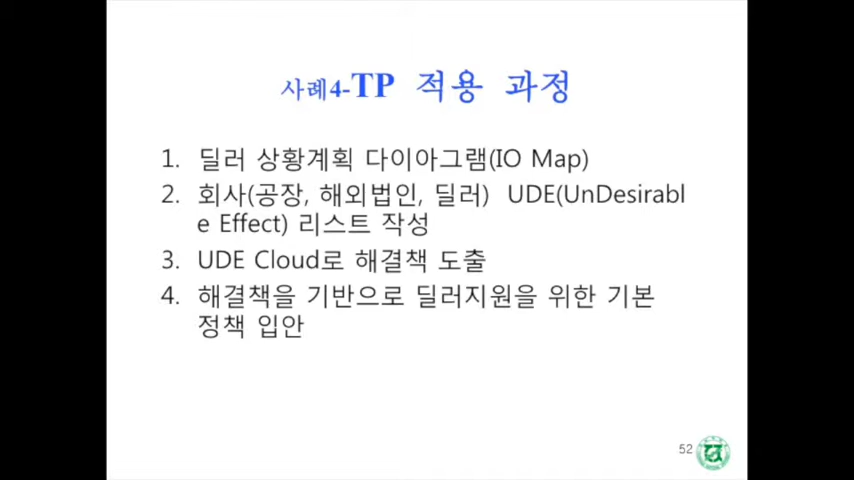 사례4-TP 적용 과정
1. 딜러 상황계획 다이아그램(IO Map)
2. 회사(공장, 해외법인, 딜러) UDE(UnDesirabl
e Effect) 리스트 작성
3. UDE Cloud로 해결책 도출
4. 해결책을 기반으로 딜러지원을 위한 기본
정책 입안
52